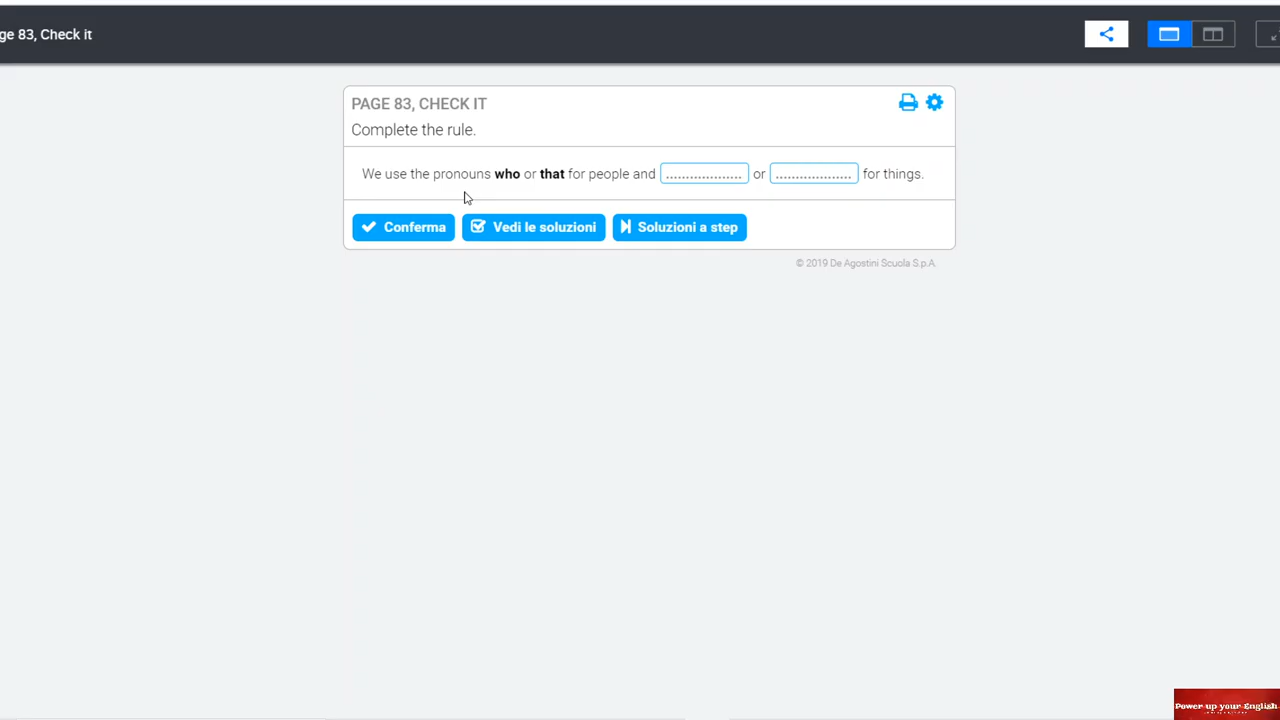 ge 83, Check it
PAGE 83, CHECK IT
Complete the rule.
We use the pronouns who or that for people and ................... or ................... for things.
Conferma
Vedi le soluzioni
Soluzioni a step
© 2019 De Agostini Scuola S.p.A.
Power up your English